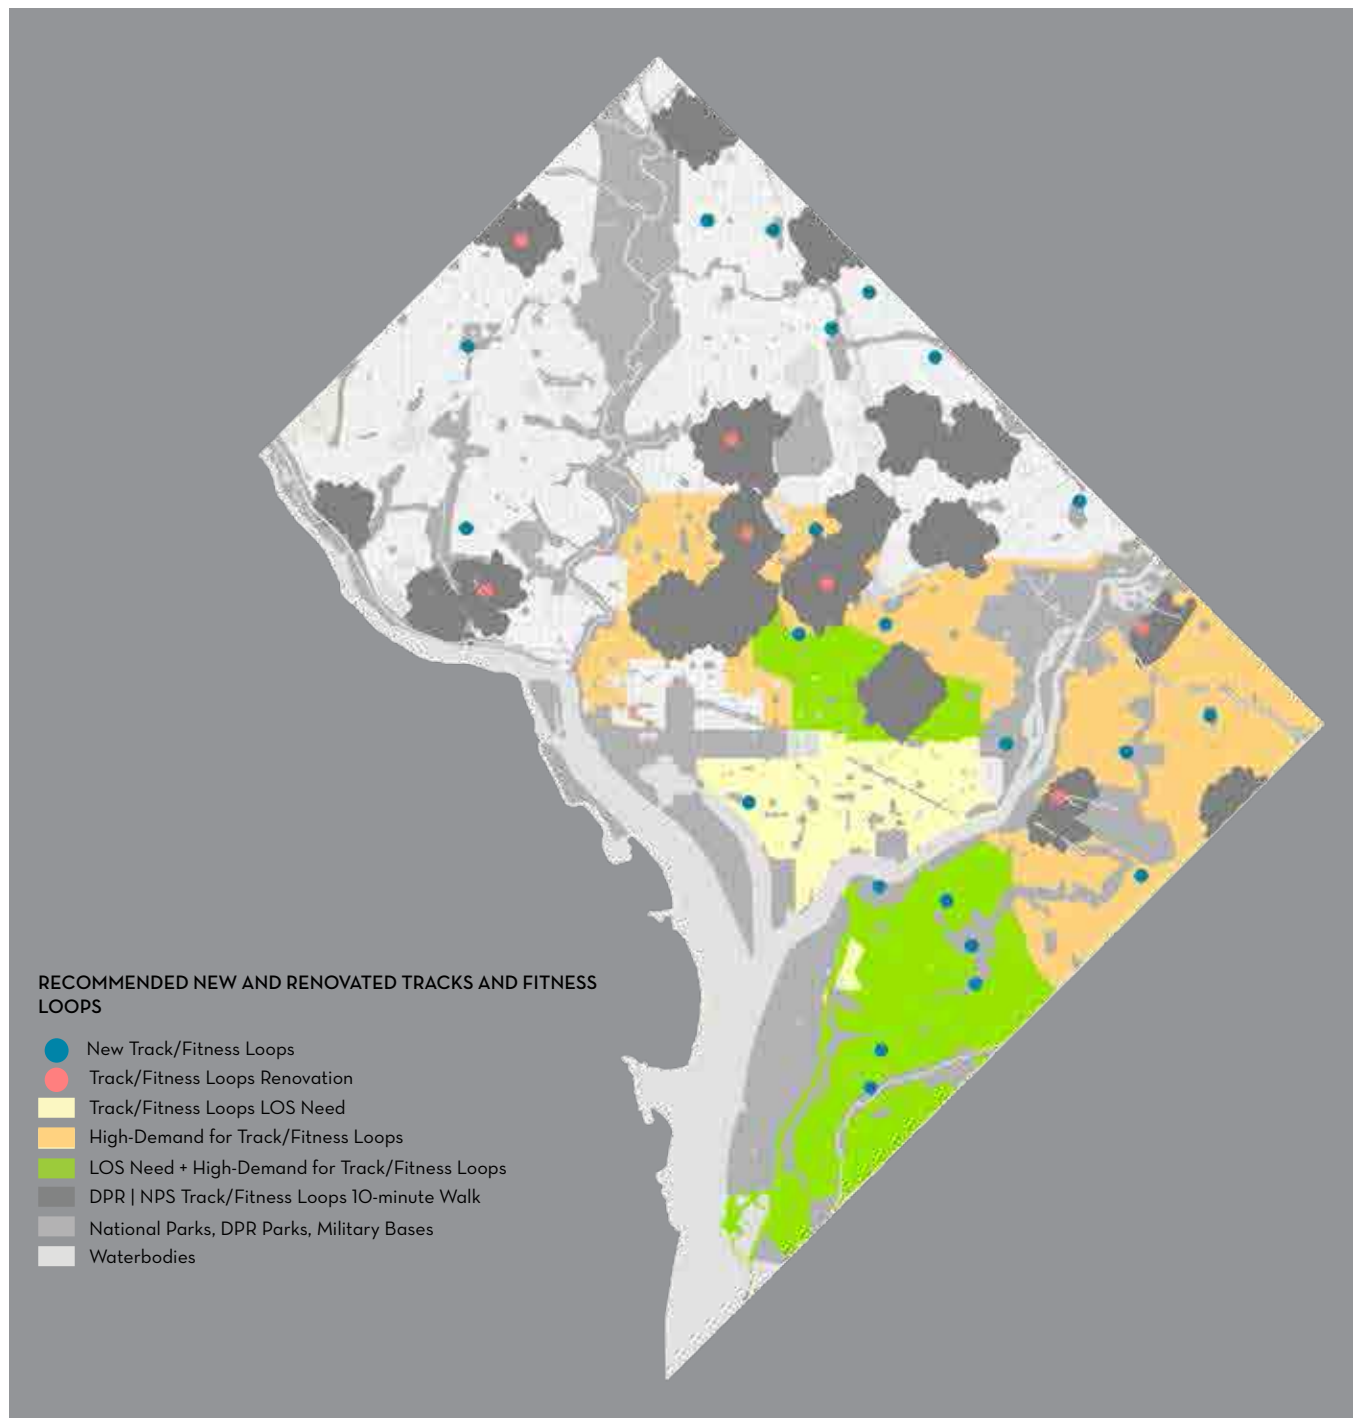 RECOMMENDED NEW AND RENOVATED TRACKS AND FITNESS
LOOPS
New Track/Fitness Loops
Track/Fitness Loops Renovation
Track/Fitness Loops LOS Need
High-Demand for Track/Fitness Loops
LOS Need + High-Demand for Track/Fitness Loops
DPR | NPS Track/Fitness Loops 10-minute Walk
National Parks, DPR Parks, Military Bases
Waterbodies